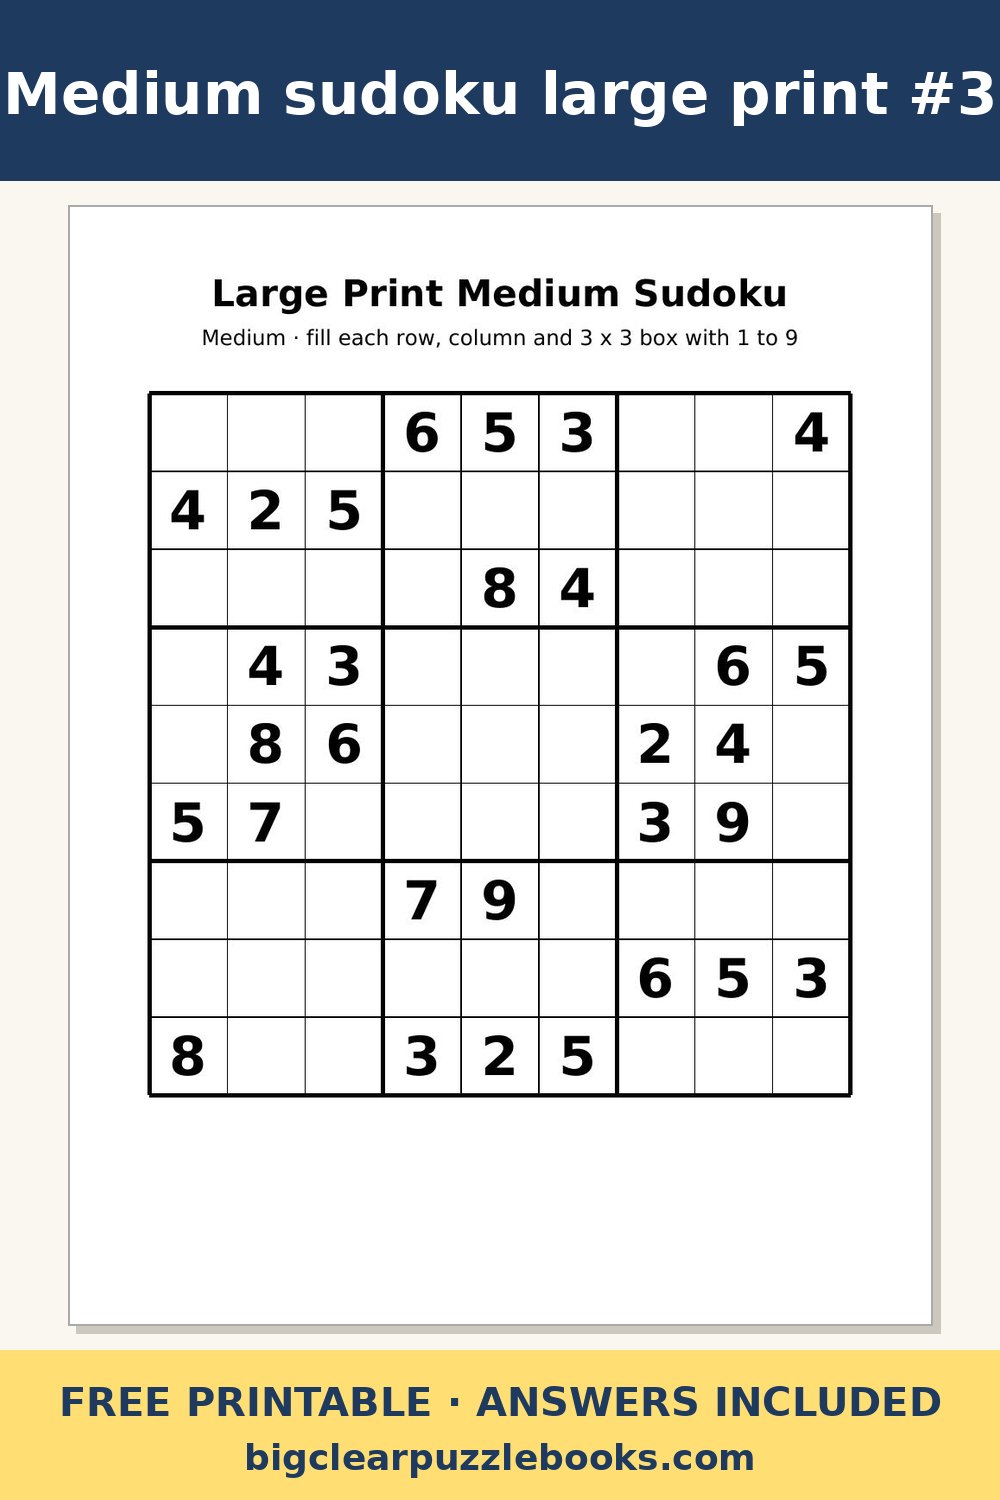 Medium sudoku large print #3
Large Print Medium Sudoku
Medium · fill each row, column and 3 x 3 box with 1 to 9
6 5 3 4
4 2 5
8 4
4 3 6 5
8 6 2 4
5 7 3 9
7 9
6 5 3
8 3 2 5
FREE PRINTABLE · ANSWERS INCLUDED
bigclearpuzzlebooks.com